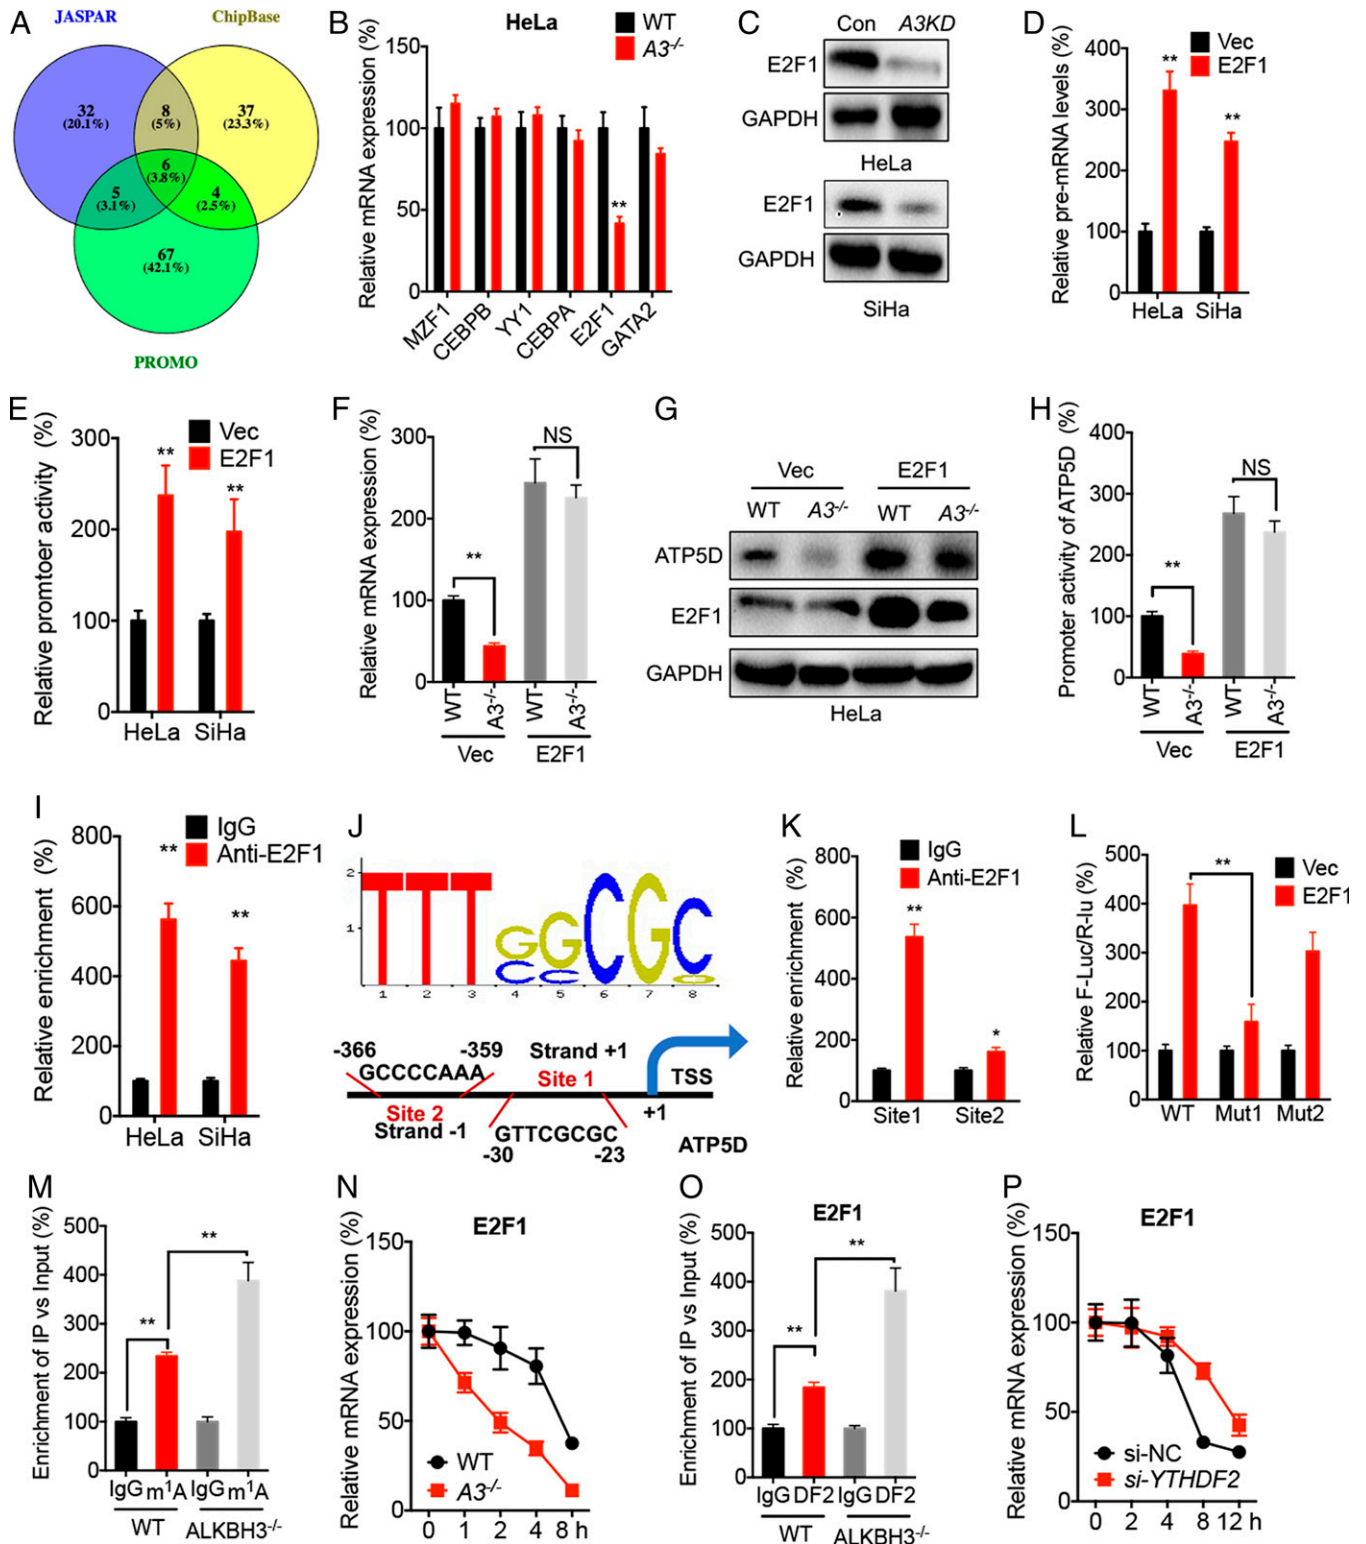 A
JASPAR
ChipBase
32
(20.1%)
8
(5%)
37
(23.3%)
6
(3.8%)
5
(3.1%)
4
(2.5%)
67
(42.1%)
PROMO
B
HeLa
WT
A3-/-
Relative mRNA expression (%)
150
100
50
0
**
MZF1
CEBPB
YY1
CEBPA
E2F1
GATA2
C
Con A3KD
E2F1
GAPDH
HeLa
E2F1
GAPDH
SiHa
D
Vec
E2F1
Relative pre-mRNA levels (%)
400
300
200
100
0
**
**
HeLa SiHa
E
Vec
E2F1
Relative promtoer activity (%)
300
200
100
0
**
**
HeLa SiHa
F
Relative mRNA expression (%)
300
200
100
0
**
NS
WT
A3-/-
WT
A3-/-
Vec E2F1
G
Vec E2F1
WT A3-/- WT A3-/-
ATP5D
E2F1
GAPDH
HeLa
H
Promoter activity of ATP5D (%)
400
300
200
100
0
**
NS
WT
A3-/-
WT
A3-/-
Vec E2F1
I
IgG
Anti-E2F1
Relative enrichment (%)
800
600
400
200
0
**
**
HeLa SiHa
J
2
1
TTTGGCGC
CC G
1 2 3 4 5 6 7 8
-366 -359
GCCCCAAA
Strand +1
Site 1
TSS
Site 2
Strand -1
+1
GTTCGCGC
-30 -23
ATP5D
K
IgG
Anti-E2F1
Relative enrichment (%)
800
600
400
200
0
**
*
Site1 Site2
L
Vec
E2F1
Relative F-Luc/R-lu (%)
500
400
300
200
100
0
**
WT Mut1 Mut2
M
Enrichment of IP vs Input (%)
500
400
300
200
100
0
**
**
IgG m1A IgG m1A
WT ALKBH3-/-
N
E2F1
Relative mRNA expression (%)
150
100
50
0
WT
A3-/-
0 1 2 4 8 h
O
E2F1
Enrichment of IP vs Input (%)
500
400
300
200
100
0
**
**
IgG DF2 IgG DF2
WT ALKBH3-/-
P
E2F1
Relative mRNA expression (%)
150
100
50
0
si-NC
si-YTHDF2
0 2 4 8 12 h